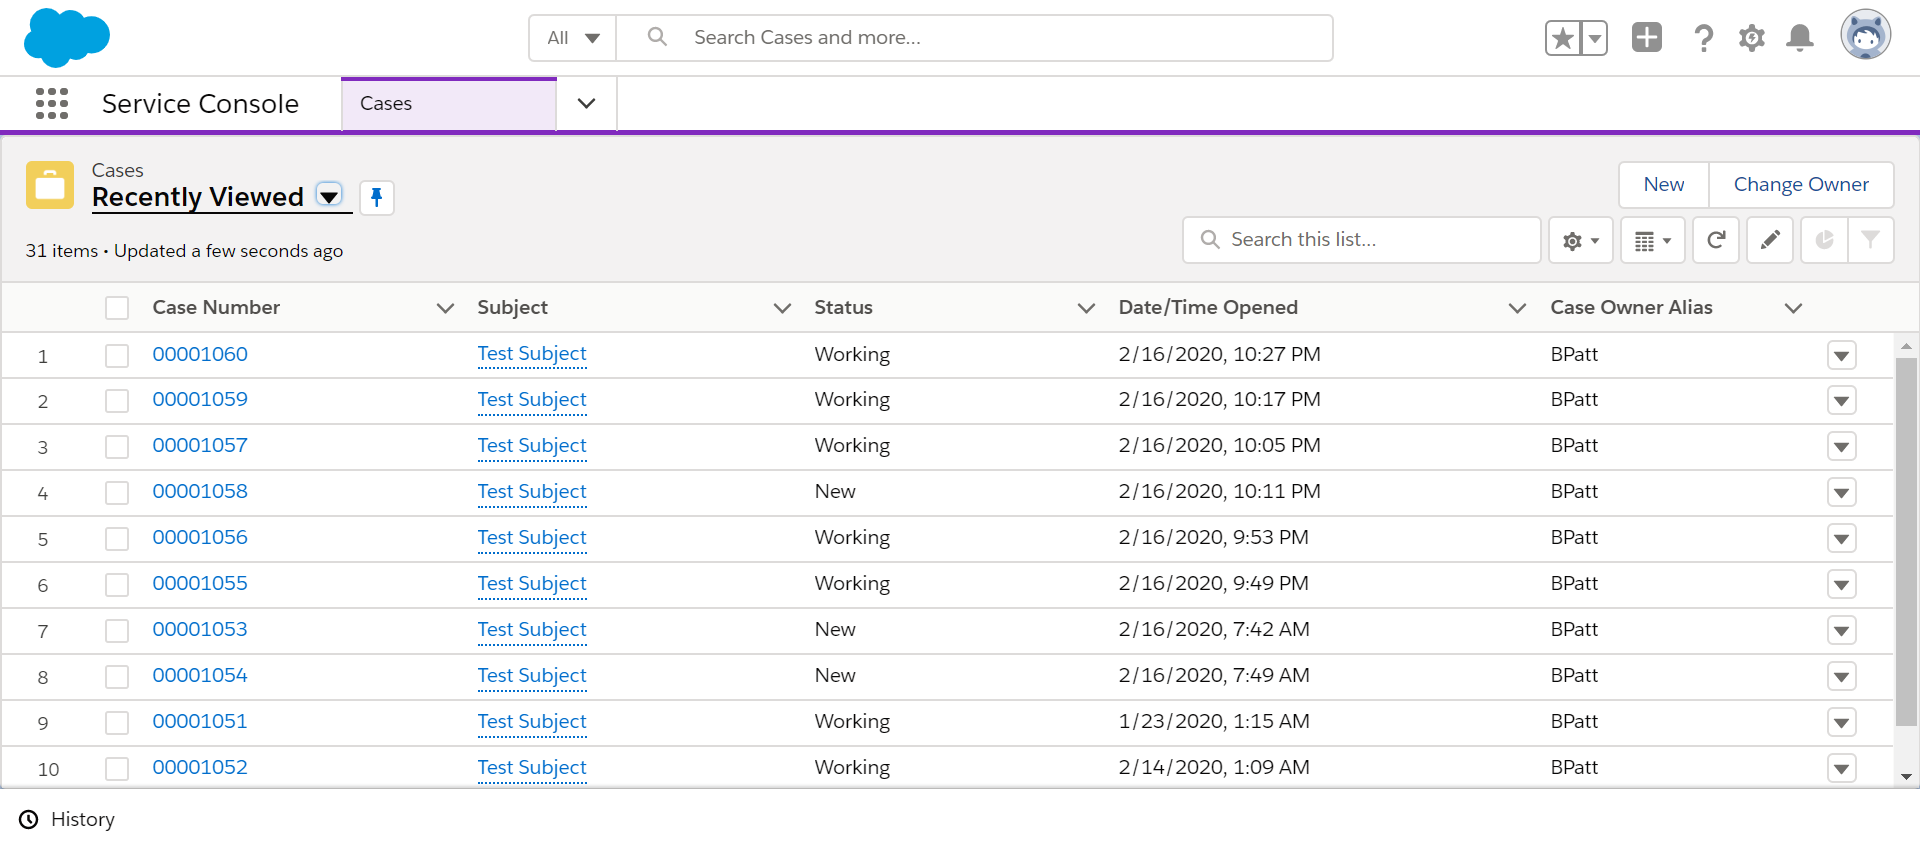 All Search Cases and more...
Service Console Cases
Cases
Recently Viewed
New Change Owner
31 items • Updated a few seconds ago
Search this list...
Case Number Subject Status Date/Time Opened Case Owner Alias
1 00001060 Test Subject Working 2/16/2020, 10:27 PM BPatt
2 00001059 Test Subject Working 2/16/2020, 10:17 PM BPatt
3 00001057 Test Subject Working 2/16/2020, 10:05 PM BPatt
4 00001058 Test Subject New 2/16/2020, 10:11 PM BPatt
5 00001056 Test Subject Working 2/16/2020, 9:53 PM BPatt
6 00001055 Test Subject Working 2/16/2020, 9:49 PM BPatt
7 00001053 Test Subject New 2/16/2020, 7:42 AM BPatt
8 00001054 Test Subject New 2/16/2020, 7:49 AM BPatt
9 00001051 Test Subject Working 1/23/2020, 1:15 AM BPatt
10 00001052 Test Subject Working 2/14/2020, 1:09 AM BPatt
History